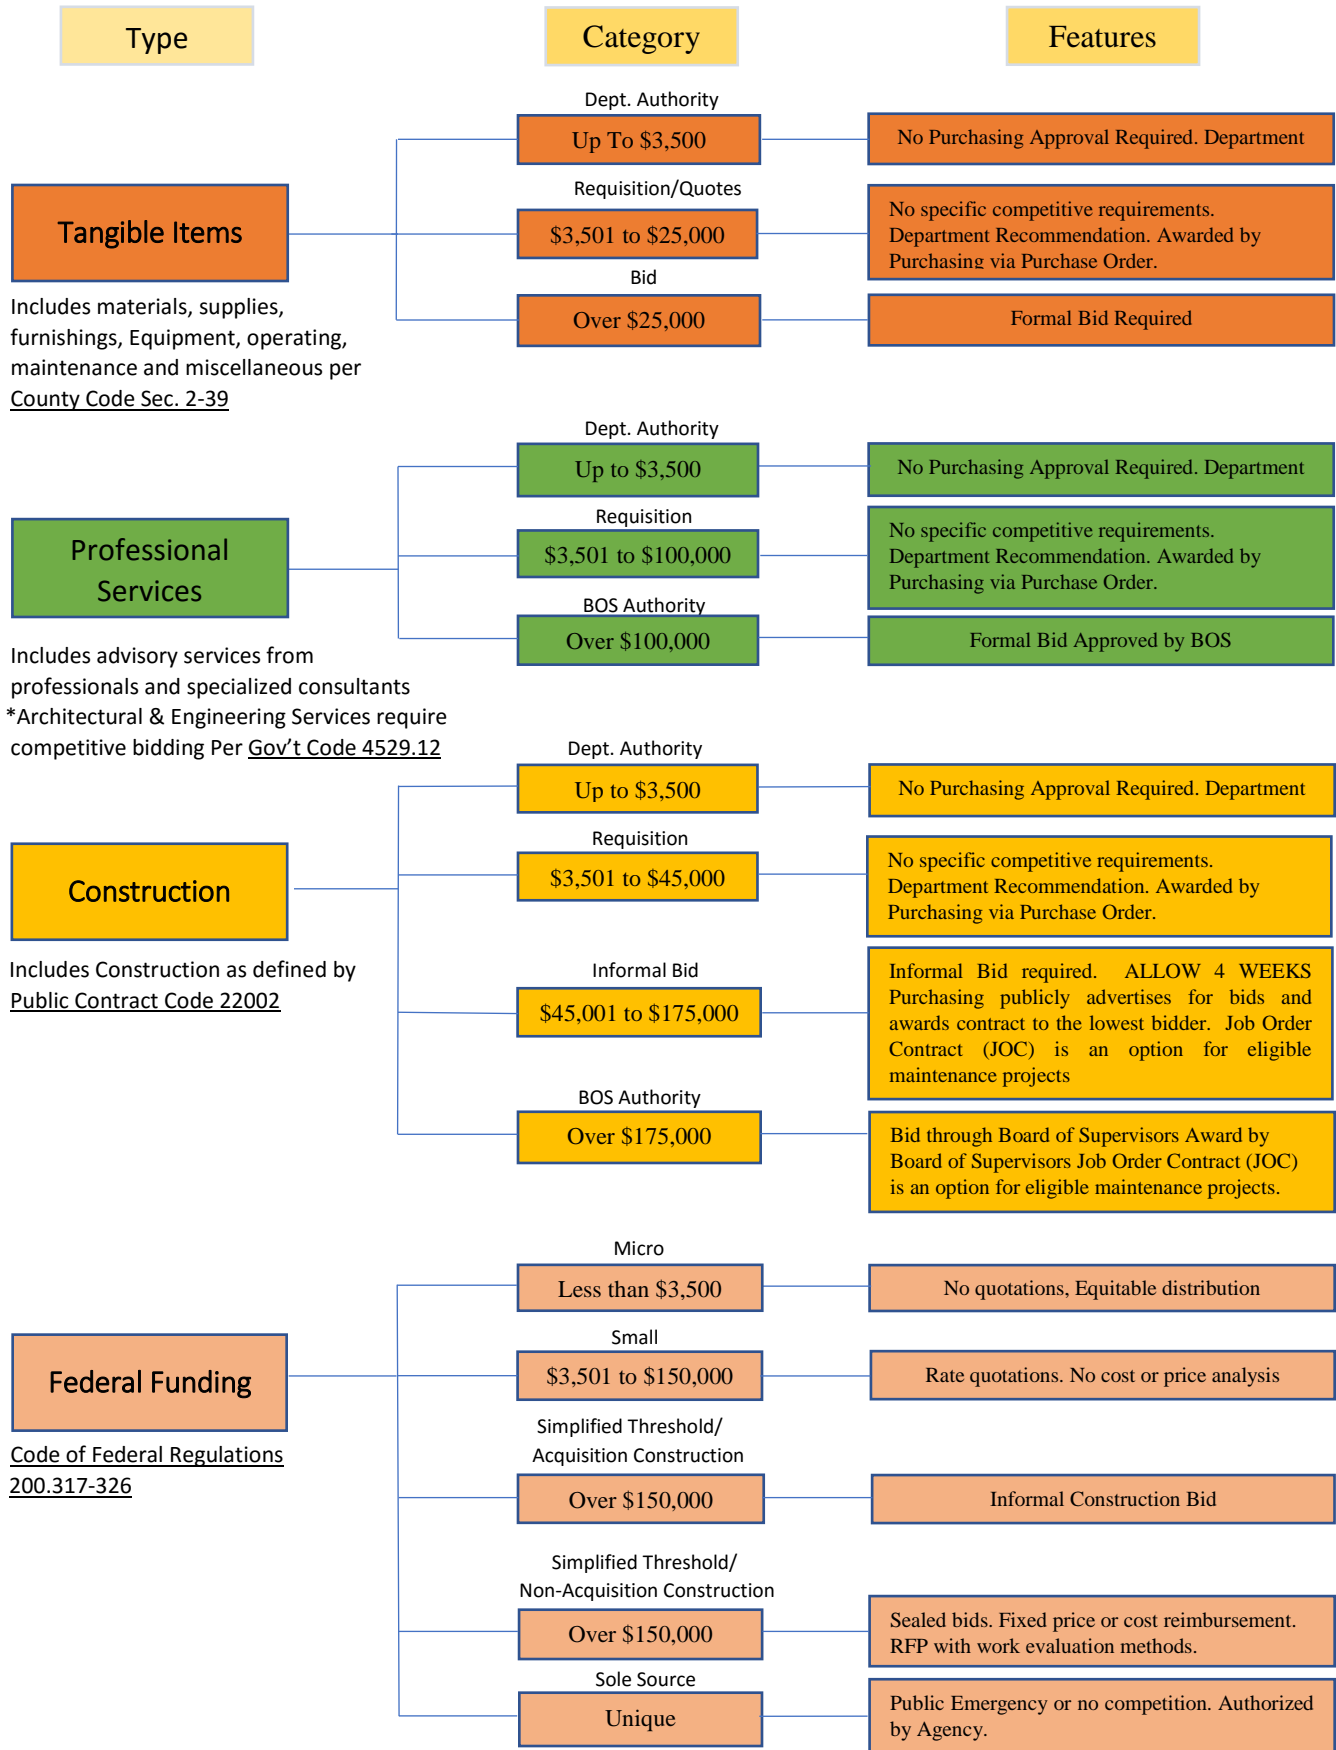 Type
Category
Features
Tangible Items
Includes materials, supplies,
furnishings, Equipment, operating,
maintenance and miscellaneous per
County Code Sec. 2-39
Dept. Authority
Up To $3,500
No Purchasing Approval Required. Department
Requisition/Quotes
$3,501 to $25,000
No specific competitive requirements.
Department Recommendation. Awarded by
Purchasing via Purchase Order.
Bid
Over $25,000
Formal Bid Required
Professional
Services
Includes advisory services from
professionals and specialized consultants
*Architectural & Engineering Services require
competitive bidding Per Gov’t Code 4529.12
Dept. Authority
Up to $3,500
No Purchasing Approval Required. Department
Requisition
$3,501 to $100,000
No specific competitive requirements.
Department Recommendation. Awarded by
Purchasing via Purchase Order.
BOS Authority
Over $100,000
Formal Bid Approved by BOS
Construction
Includes Construction as defined by
Public Contract Code 22002
Dept. Authority
Up to $3,500
No Purchasing Approval Required. Department
Requisition
$3,501 to $45,000
No specific competitive requirements.
Department Recommendation. Awarded by
Purchasing via Purchase Order.
Informal Bid
$45,001 to $175,000
Informal Bid required. ALLOW 4 WEEKS
Purchasing publicly advertises for bids and
awards contract to the lowest bidder. Job Order
Contract (JOC) is an option for eligible
maintenance projects
BOS Authority
Over $175,000
Bid through Board of Supervisors Award by
Board of Supervisors Job Order Contract (JOC)
is an option for eligible maintenance projects.
Federal Funding
Code of Federal Regulations
200.317-326
Micro
Less than $3,500
No quotations, Equitable distribution
Small
$3,501 to $150,000
Rate quotations. No cost or price analysis
Simplified Threshold/
Acquisition Construction
Over $150,000
Informal Construction Bid
Simplified Threshold/
Non-Acquisition Construction
Over $150,000
Sealed bids. Fixed price or cost reimbursement.
RFP with work evaluation methods.
Sole Source
Unique
Public Emergency or no competition. Authorized
by Agency.